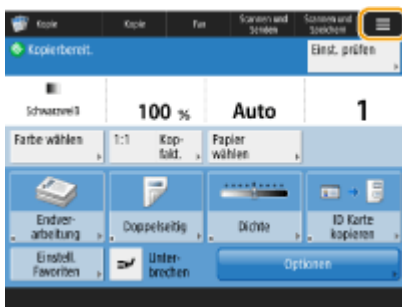 Kopie
Kopie
Fax
Scannen und
Senden
Scannen und
Speichern
Kopierbereit.
Einst. prüfen
Schwarzweiß
100 %
Auto
1
Farbe wählen
1:1 Kop-
fakt.
Papier
wählen
Endver-
arbeitung
Doppelseitig
Dichte
ID Karte
kopieren
Einstell.
Favoriten
Unter-
brechen
Optionen